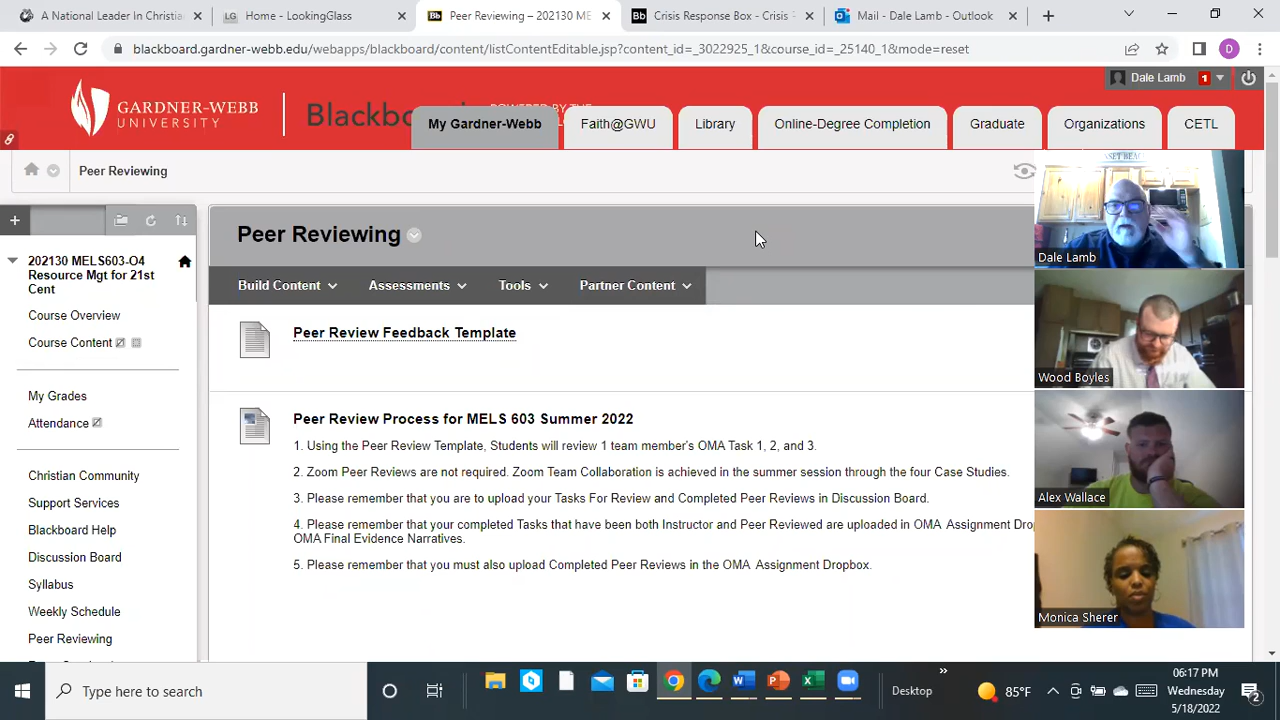 A National Leader in Christian
Home - LookingGlass
Peer Reviewing – 202130 ME
Crisis Response Box - Crisis
Mail - Dale Lamb - Outlook
blackboard.gardner-webb.edu/webapps/blackboard/content/listContentEditable.jsp?content_id=_3022925_1&course_id=_25140_1&mode=reset
D
Dale Lamb 1
GARDNER-WEBB
UNIVERSITY
My Gardner-Webb
Faith@GWU
Library
Online-Degree Completion
Graduate
Organizations
CETL
Peer Reviewing
Peer Reviewing
Build Content
Assessments
Tools
Partner Content
202130 MELS603-O4
Resource Mgt for 21st
Cent
Course Overview
Course Content
My Grades
Attendance
Christian Community
Support Services
Blackboard Help
Discussion Board
Syllabus
Weekly Schedule
Peer Reviewing
Peer Review Feedback Template
Peer Review Process for MELS 603 Summer 2022
1. Using the Peer Review Template, Students will review 1 team member's OMA Task 1, 2, and 3.
2. Zoom Peer Reviews are not required. Zoom Team Collaboration is achieved in the summer session through the four Case Studies.
3. Please remember that you are to upload your Tasks For Review and Completed Peer Reviews in Discussion Board.
4. Please remember that your completed Tasks that have been both Instructor and Peer Reviewed are uploaded in OMA Assignment Dro
OMA Final Evidence Narratives.
5. Please remember that you must also upload Completed Peer Reviews in the OMA Assignment Dropbox.
Dale Lamb
Wood Boyles
Alex Wallace
Monica Sherer
Type here to search
Desktop
85°F
06:17 PM
Wednesday
5/18/2022
2